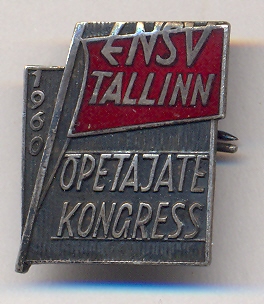 ENSV
TALLINN
1960
ÕPETAJATE
KONGRESS